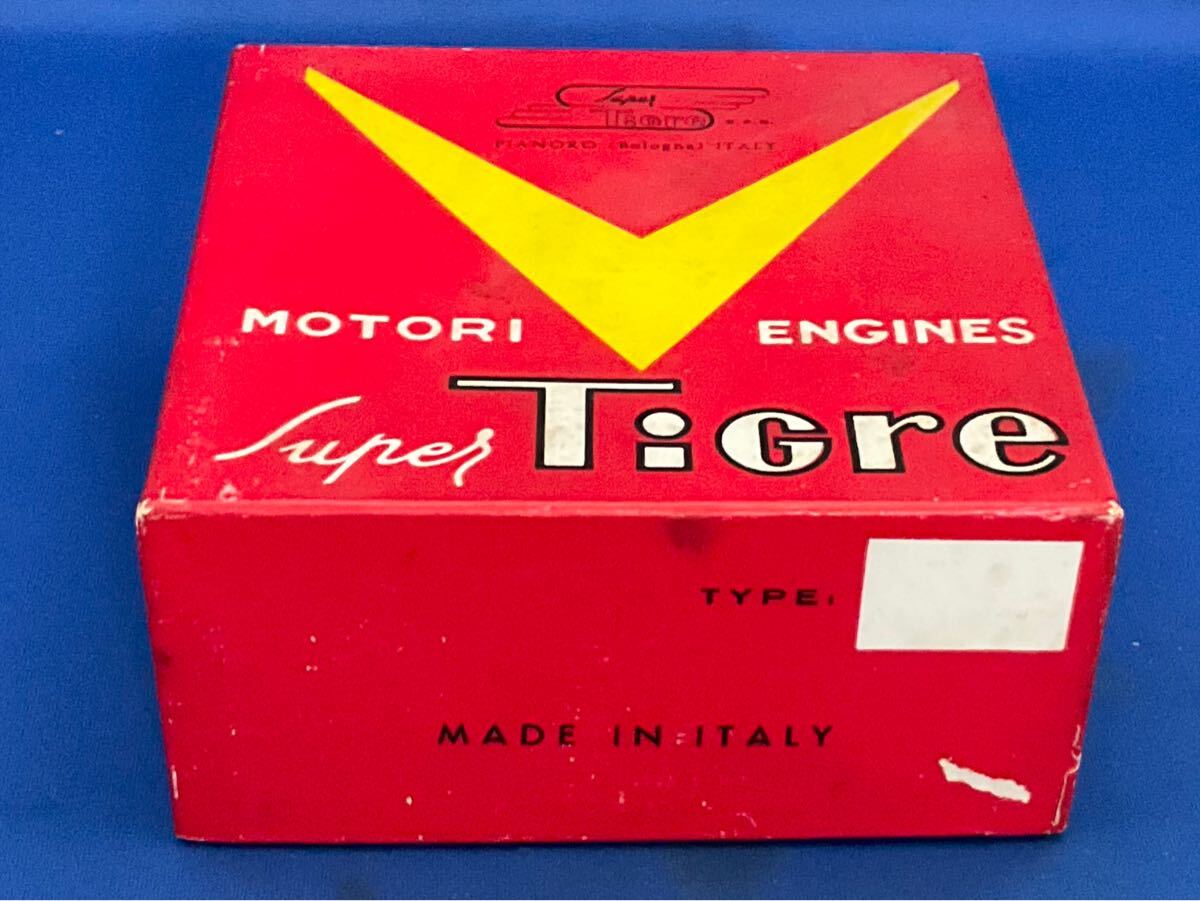 Super
Tigre S.P.A.
PIANORO (Bologna) ITALY
MOTORI ENGINES
Super TiGre
TYPE:
MADE IN ITALY